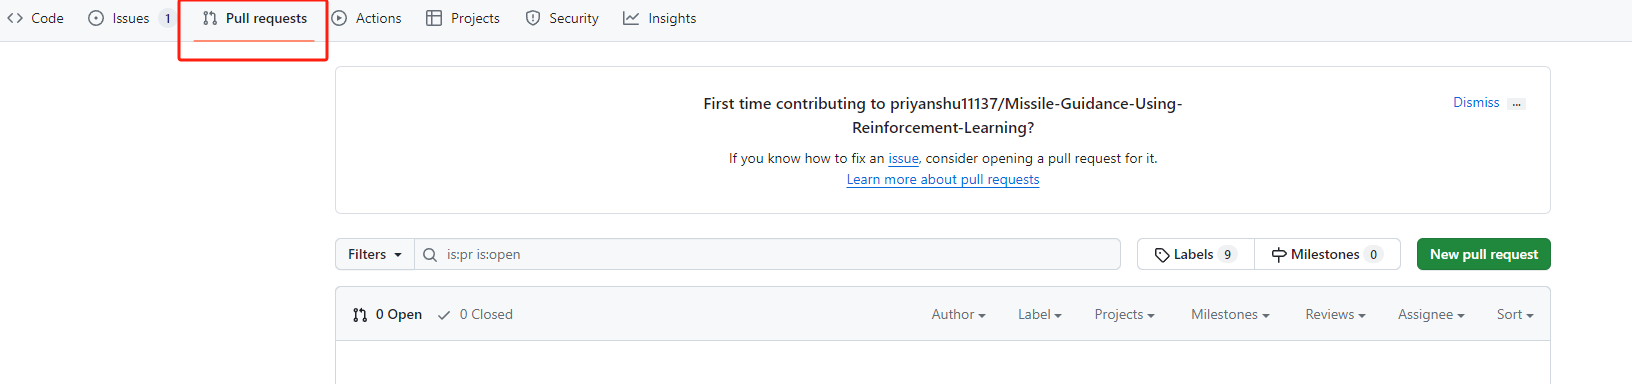 Code Issues 1 Pull requests Actions Projects Security Insights
First time contributing to priyanshu11137/Missile-Guidance-Using-
Reinforcement-Learning?
Dismiss ...
If you know how to fix an issue, consider opening a pull request for it.
Learn more about pull requests
Filters is:pr is:open Labels 9 Milestones 0 New pull request
0 Open 0 Closed Author Label Projects Milestones Reviews Assignee Sort